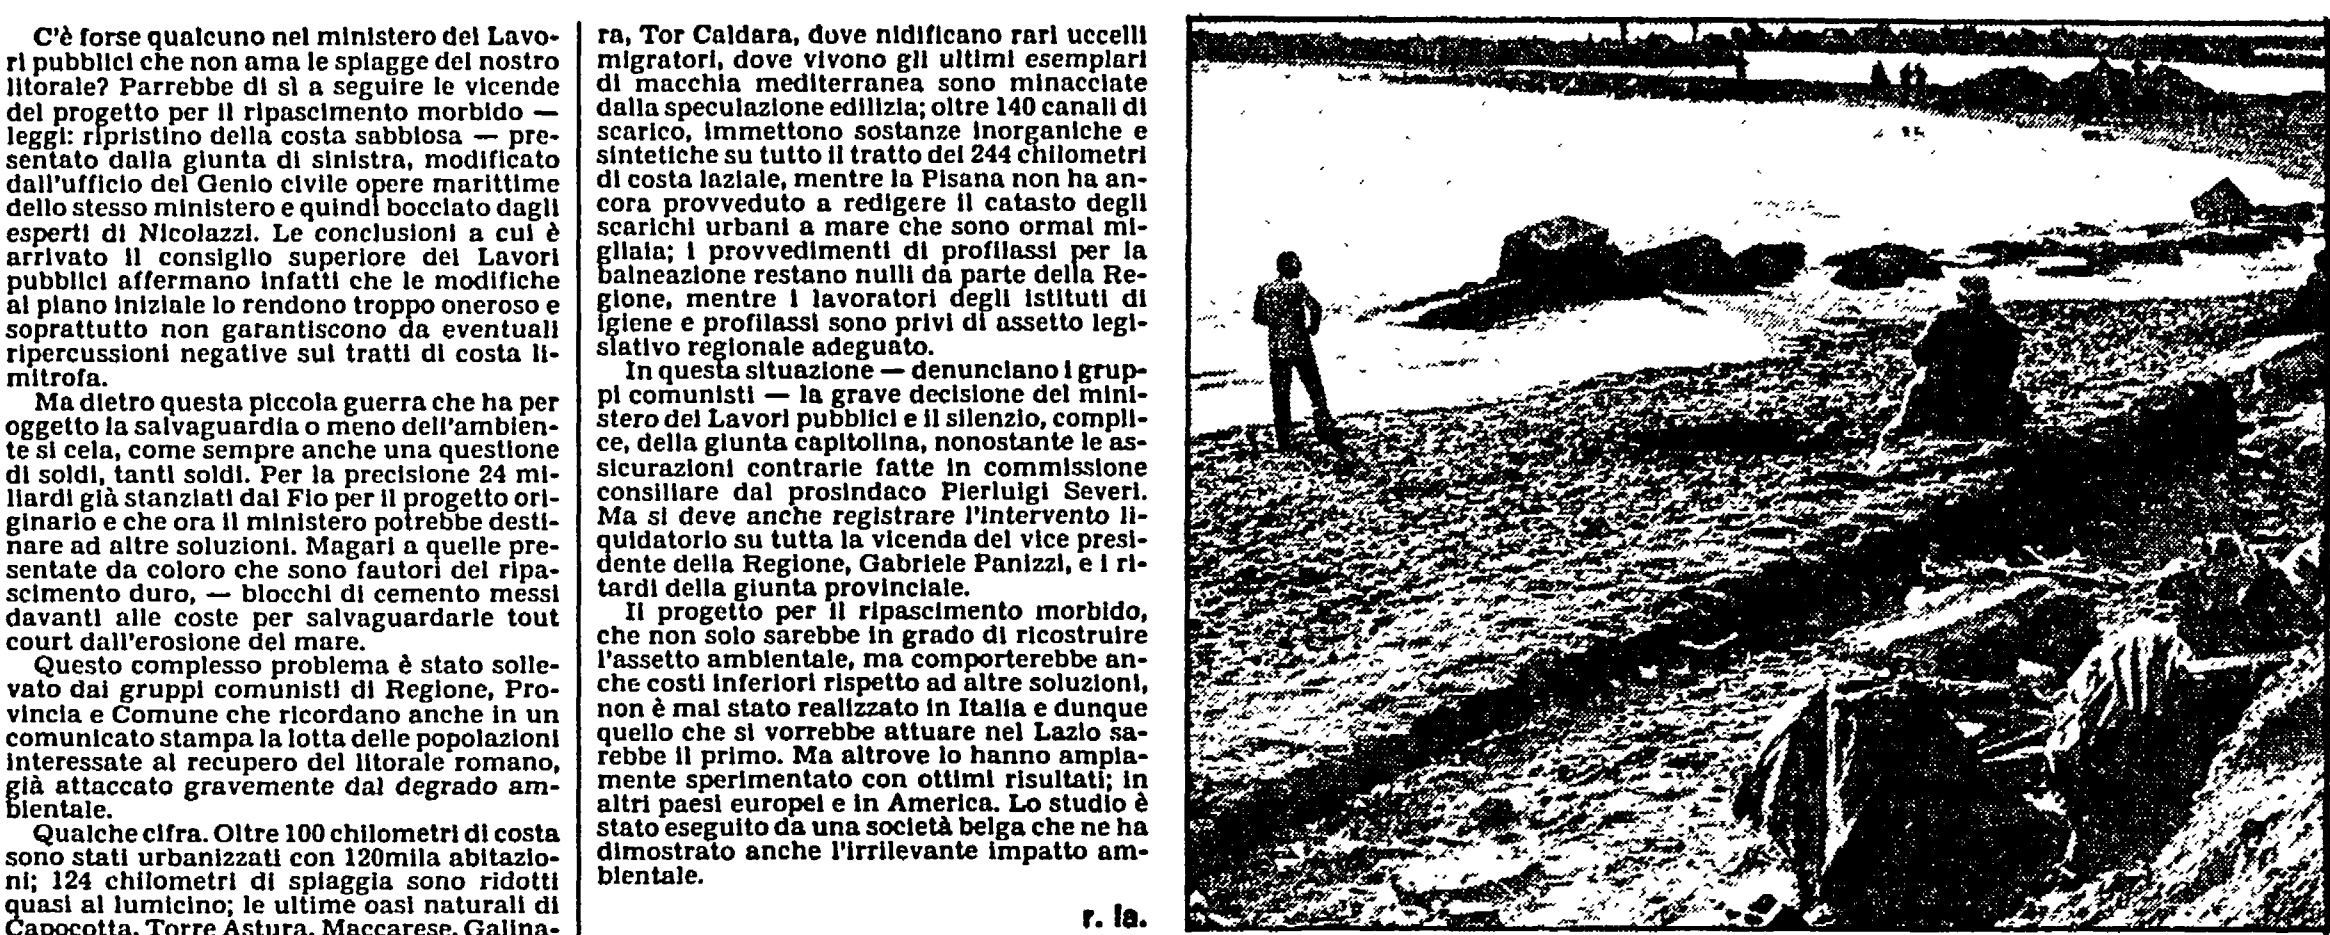 C'è forse qualcuno nel ministero dei Lavo-
ri pubblici che non ama le spiagge del nostro
litorale? Parrebbe di sì a seguire le vicende
del progetto per il ripascimento morbido —
leggi: ripristino della costa sabbiosa — pre-
sentato dalla giunta di sinistra, modificato
dall'ufficio del Genio civile opere marittime
dello stesso ministero e quindi bocciato dagli
esperti di Nicolazzi. Le conclusioni a cui è
arrivato il consiglio superiore dei Lavori
pubblici affermano infatti che le modifiche
al piano iniziale lo rendono troppo oneroso e
soprattutto non garantiscono da eventuali
ripercussioni negative sui tratti di costa li-
mitrofa.
Ma dietro questa piccola guerra che ha per
oggetto la salvaguardia o meno dell'ambien-
te si cela, come sempre anche una questione
di soldi, tanti soldi. Per la precisione 24 mi-
liardi già stanziati dal Fio per il progetto ori-
ginario e che ora il ministero potrebbe desti-
nare ad altre soluzioni. Magari a quelle pre-
sentate da coloro che sono fautori del ripa-
scimento duro, — blocchi di cemento messi
davanti alle coste per salvaguardarle tout
court dall'erosione del mare.
Questo complesso problema è stato solle-
vato dai gruppi comunisti di Regione, Pro-
vincia e Comune che ricordano anche in un
comunicato stampa la lotta delle popolazioni
interessate al recupero del litorale romano,
già attaccato gravemente dal degrado am-
bientale.
Qualche cifra. Oltre 100 chilometri di costa
sono stati urbanizzati con 120mila abitazio-
ni; 124 chilometri di spiaggia sono ridotti
quasi al lumicino; le ultime oasi naturali di
Capocotta, Torre Astura, Maccarese, Galina-
ra, Tor Caldara, dove nidificano rari uccelli
migratori, dove vivono gli ultimi esemplari
di macchia mediterranea sono minacciate
dalla speculazione edilizia; oltre 140 canali di
scarico, immettono sostanze inorganiche e
sintetiche su tutto il tratto dei 244 chilometri
di costa laziale, mentre la Pisana non ha an-
cora provveduto a redigere il catasto degli
scarichi urbani a mare che sono ormai mi-
gliaia; i provvedimenti di profilassi per la
balneazione restano nulli da parte della Re-
gione, mentre i lavoratori degli istituti di
igiene e profilassi sono privi di assetto legi-
slativo regionale adeguato.
In questa situazione — denunciano i grup-
pi comunisti — la grave decisione del mini-
stero dei Lavori pubblici e il silenzio, compli-
ce, della giunta capitolina, nonostante le as-
sicurazioni contrarie fatte in commissione
consiliare dal prosindaco Pierluigi Severi.
Ma si deve anche registrare l'intervento li-
quidatorio su tutta la vicenda del vice presi-
dente della Regione, Gabriele Panizzi, e i ri-
tardi della giunta provinciale.
Il progetto per il ripascimento morbido,
che non solo sarebbe in grado di ricostruire
l'assetto ambientale, ma comporterebbe an-
che costi inferiori rispetto ad altre soluzioni,
non è mai stato realizzato in Italia e dunque
quello che si vorrebbe attuare nel Lazio sa-
rebbe il primo. Ma altrove lo hanno ampia-
mente sperimentato con ottimi risultati; in
altri paesi europei e in America. Lo studio è
stato eseguito da una società belga che ne ha
dimostrato anche l'irrilevante impatto am-
bientale.
r. la.